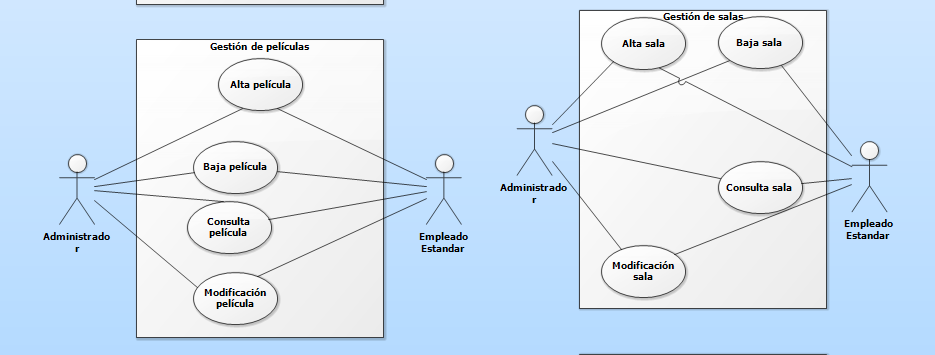 Gestión de películas
Alta película
Baja película
Consulta
película
Modificación
película
Administrado
r
Empleado
Estandar
Gestión de salas
Alta sala
Baja sala
Consulta sala
Modificación
sala
Administrado
r
Empleado
Estandar